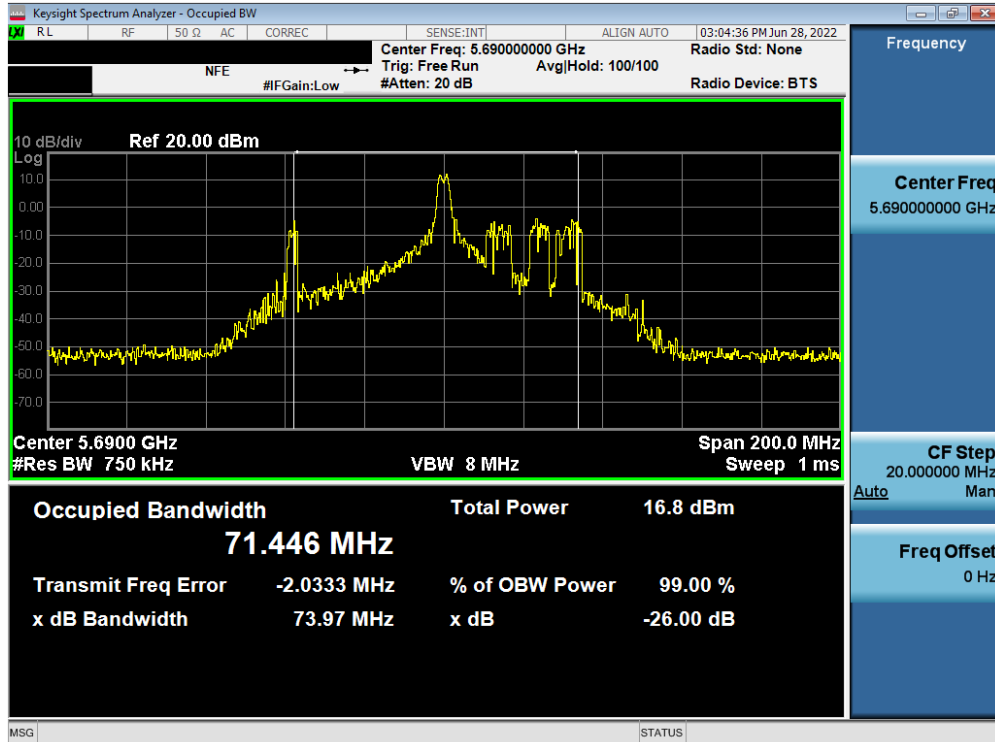 Keysight Spectrum Analyzer - Occupied BW
LXI RL RF 50 Ω AC CORREC SENSE:INT ALIGN AUTO 03:04:36 PM Jun 28, 2022
Center Freq: 5.690000000 GHz Radio Std: None
NFE Trig: Free Run Avg|Hold: 100/100
#IFGain:Low #Atten: 20 dB Radio Device: BTS
Frequency
10 dB/div Ref 20.00 dBm
Log
10.0
0.00
-10.0
-20.0
-30.0
-40.0
-50.0
-60.0
-70.0
Center 5.6900 GHz Span 200.0 MHz
#Res BW 750 kHz VBW 8 MHz Sweep 1 ms
Center Freq
5.690000000 GHz
CF Step
20.000000 MHz
Auto Man
Freq Offset
0 Hz
Occupied Bandwidth Total Power 16.8 dBm
71.446 MHz
Transmit Freq Error -2.0333 MHz % of OBW Power 99.00 %
x dB Bandwidth 73.97 MHz x dB -26.00 dB
MSG STATUS